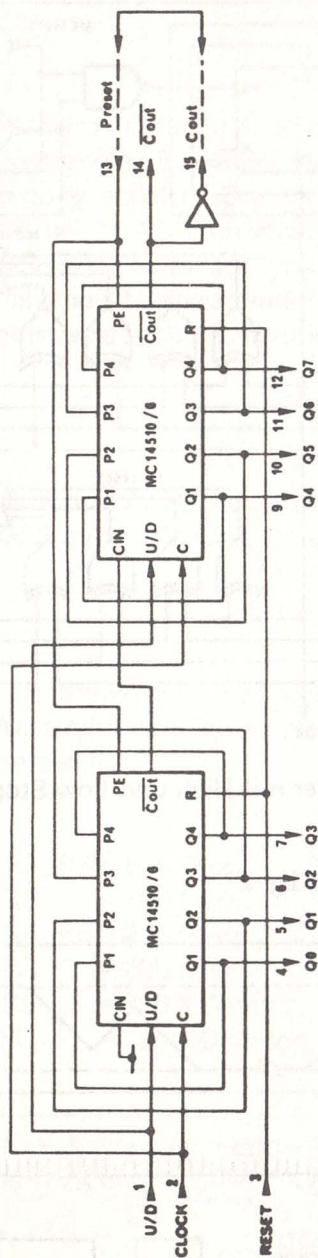 Preset
13
14 Cout
15 Cout
P4 P3 P2 P1
PE
Cout
MC14510/6
CIN
U/D
C
R
Q4 Q3 Q2 Q1
12 11 10 9
Q7 Q6 Q5 Q4
P4 P3 P2 P1
PE
Cout
MC14510/6
CIN
U/D
C
R
Q4 Q3 Q2 Q1
7 6 5 4
Q3 Q2 Q1 Q0
U/D 1
CLOCK 2
RESET 3